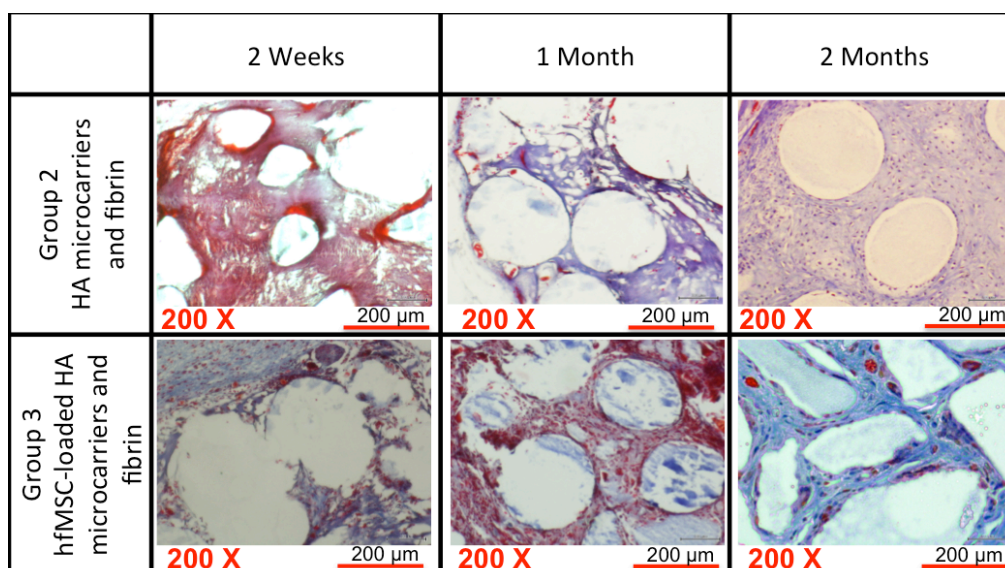 2 Weeks
1 Month
2 Months
Group 2
HA microcarriers
and fibrin
200 X
200 µm
200 X
200 µm
200 X
200 µm
Group 3
hfMSC-loaded HA
microcarriers and
fibrin
200 X
200 µm
200 X
200 µm
200 X
200 µm